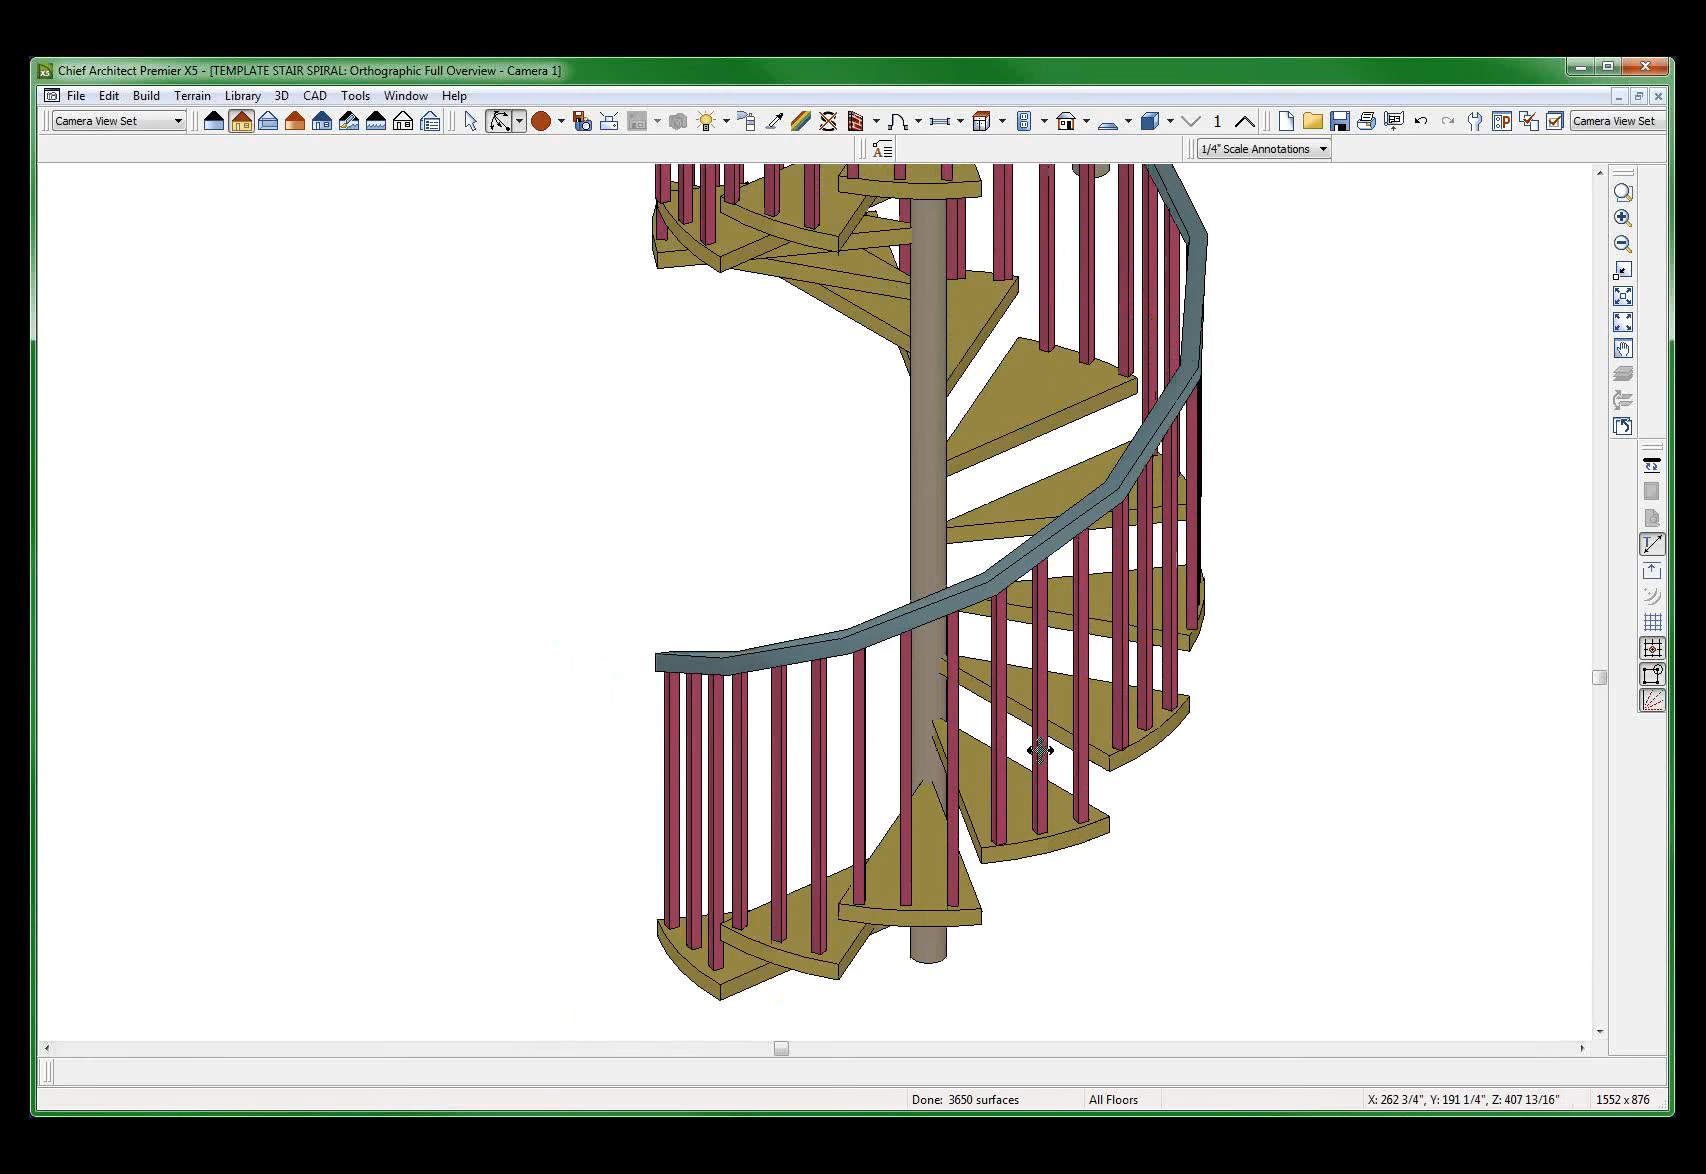 X5 Chief Architect Premier X5 - [TEMPLATE STAIR SPIRAL: Orthographic Full Overview - Camera 1]
File Edit Build Terrain Library 3D CAD Tools Window Help
Camera View Set 1 Camera View Set
A 1/4" Scale Annotations
Done: 3650 surfaces All Floors X: 262 3/4", Y: 191 1/4", Z: 407 13/16" 1552 x 876